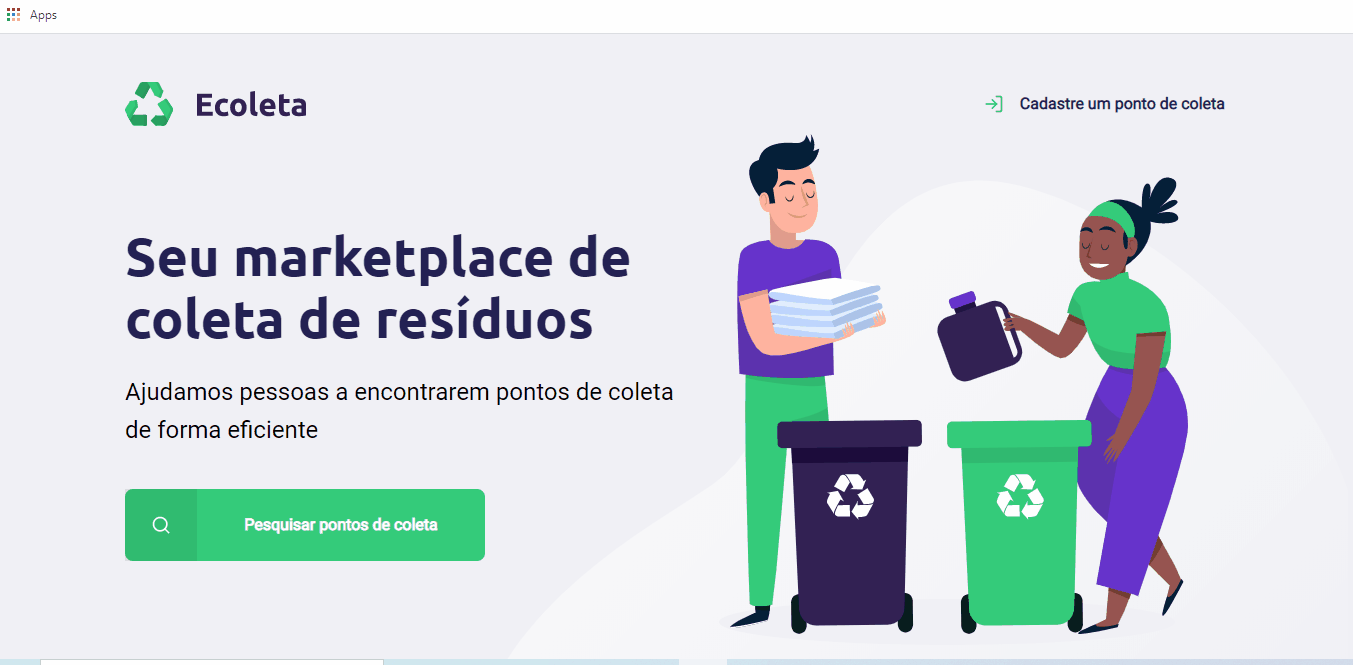 Apps
Ecoleta
Cadastre um ponto de coleta
Seu marketplace de
coleta de resíduos
Ajudamos pessoas a encontrarem pontos de coleta
de forma eficiente
Pesquisar pontos de coleta